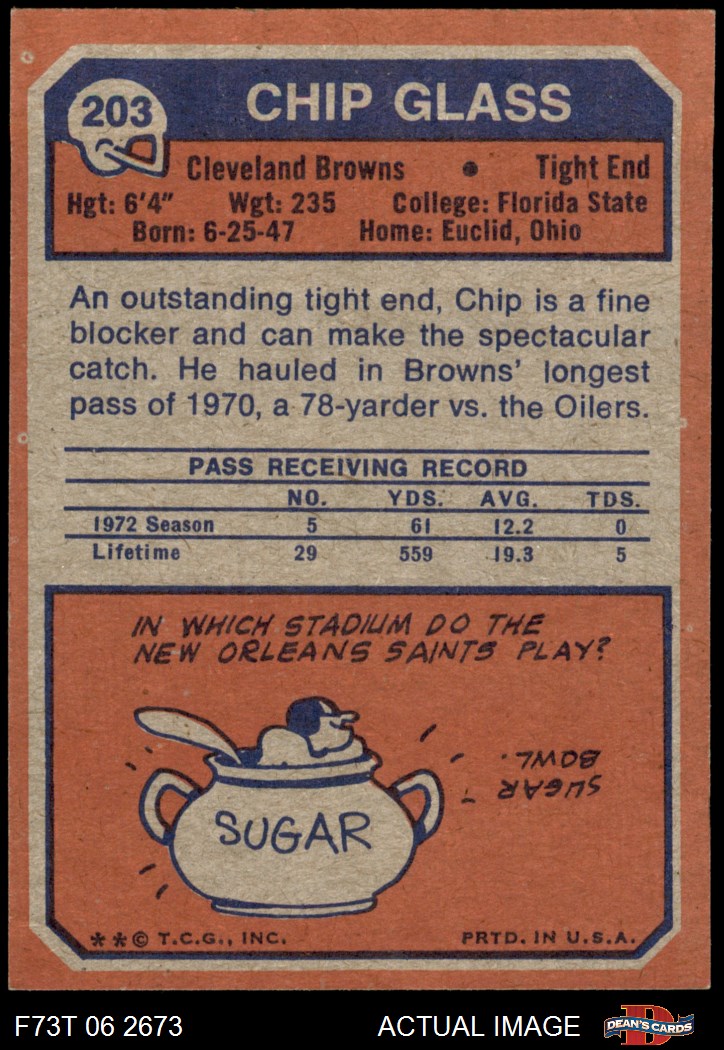 203
CHIP GLASS
Cleveland Browns • Tight End
Hgt: 6'4" Wgt: 235 College: Florida State
Born: 6-25-47 Home: Euclid, Ohio
An outstanding tight end, Chip is a fine
blocker and can make the spectacular
catch. He hauled in Browns' longest
pass of 1970, a 78-yarder vs. the Oilers.
PASS RECEIVING RECORD
NO. YDS. AVG. TDS.
1972 Season 5 61 12.2 0
Lifetime 29 559 19.3 5
IN WHICH STADIUM DO THE
NEW ORLEANS SAINTS PLAY?
SUGAR
BOWL.
SUGAR
**© T.C.G., INC. PRTD. IN U.S.A.
F73T 06 2673 ACTUAL IMAGE
D
DEAN'S CARDS